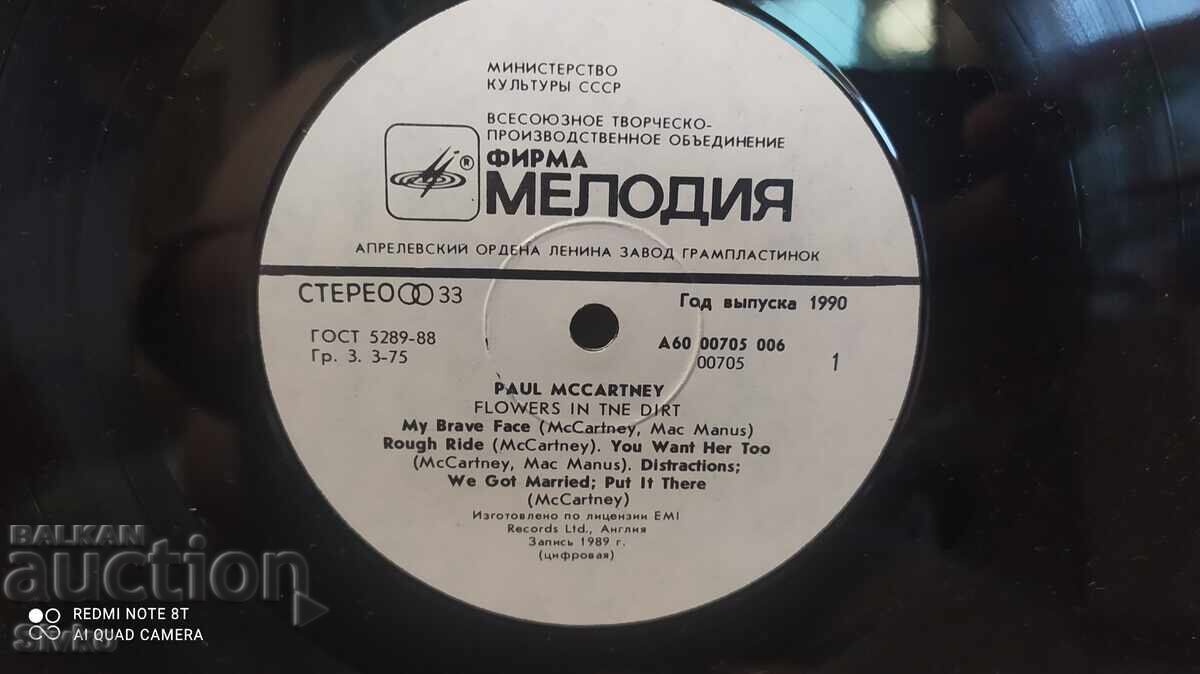 МИНИСТЕРСТВО
КУЛЬТУРЫ СССР
ВСЕСОЮЗНОЕ ТВОРЧЕСКО-
ПРОИЗВОДСТВЕННОЕ ОБЪЕДИНЕНИЕ
®
ФИРМА
МЕЛОДИЯ
АПРЕЛЕВСКИЙ ОРДЕНА ЛЕНИНА ЗАВОД ГРАМПЛАСТИНОК
СТЕРЕО 33
Год выпуска 1990
ГОСТ 5289-88
Гр. 3. 3-75
А60 00705 006
00705
1
PAUL MCCARTNEY
FLOWERS IN TNE DIRT
My Brave Face (McCartney, Mac Manus)
Rough Ride (McCartney). You Want Her Too
(McCartney, Mac Manus). Distractions;
We Got Married; Put It There
(McCartney)
Изготовлено по лицензии EMI
Records Ltd., Англия
Запись 1989 г.
(цифровая)
BALKAN
auction
REDMI NOTE 8T
AI QUAD CAMERA
Sivko